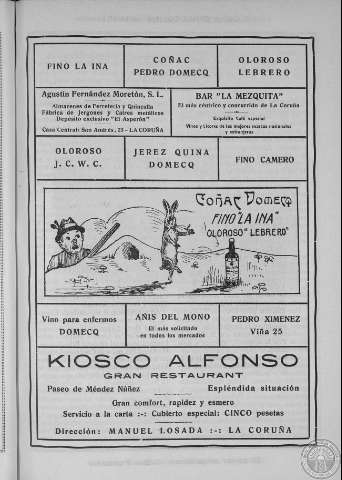 FINO LA INA
COÑAC
PEDRO DOMECQ
OLOROSO
LEBRERO
Agustín Fernández Moretón, S. L.
Almacenes de Ferretería y Quincalla
Fábrica de Jergones y Catres metálicos
Depósito exclusivo "El Asperón"
Casa Central: San Andrés, 23 - LA CORUÑA
BAR "LA MEZQUITA"
El más céntrico y concurrido de La Coruña
Exquisito Café especial
Vinos y Licores de las mejores marcas nacionales
y extranjeras
OLOROSO
J. C. W. C.
JEREZ QUINA
DOMECQ
FINO CAMERO
COÑAC DOMECQ
FINO "LA INA"
OLOROSO "LEBRERO"
Vino para enfermos
DOMECQ
AÑIS DEL MONO
El más solicitado
en todos los mercados
PEDRO XIMENEZ
Viña 25
KIOSCO ALFONSO
GRAN RESTAURANT
Paseo de Méndez Núñez
Espléndida situación
Gran comfort, rapidez y esmero
Servicio a la carta :-: Cubierto especial: CINCO pesetas
Dirección: MANUEL LOSADA :-: LA CORUÑA